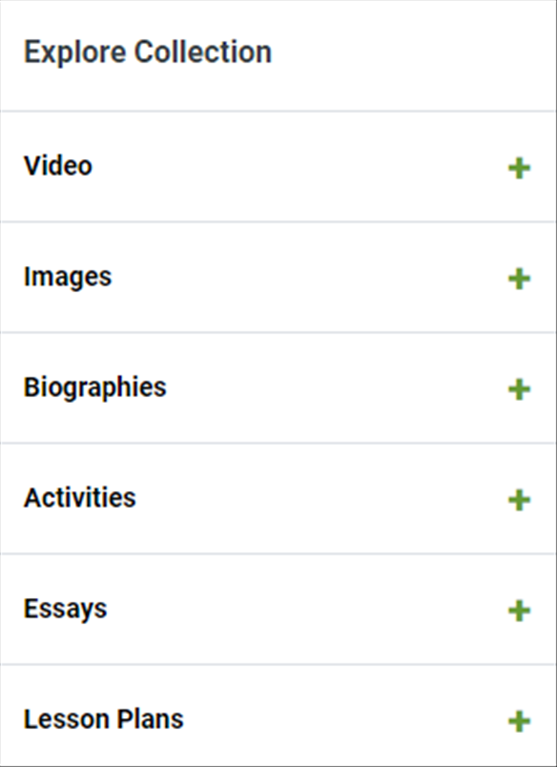 Explore Collection
Video
Images
Biographies
Activities
Essays
Lesson Plans